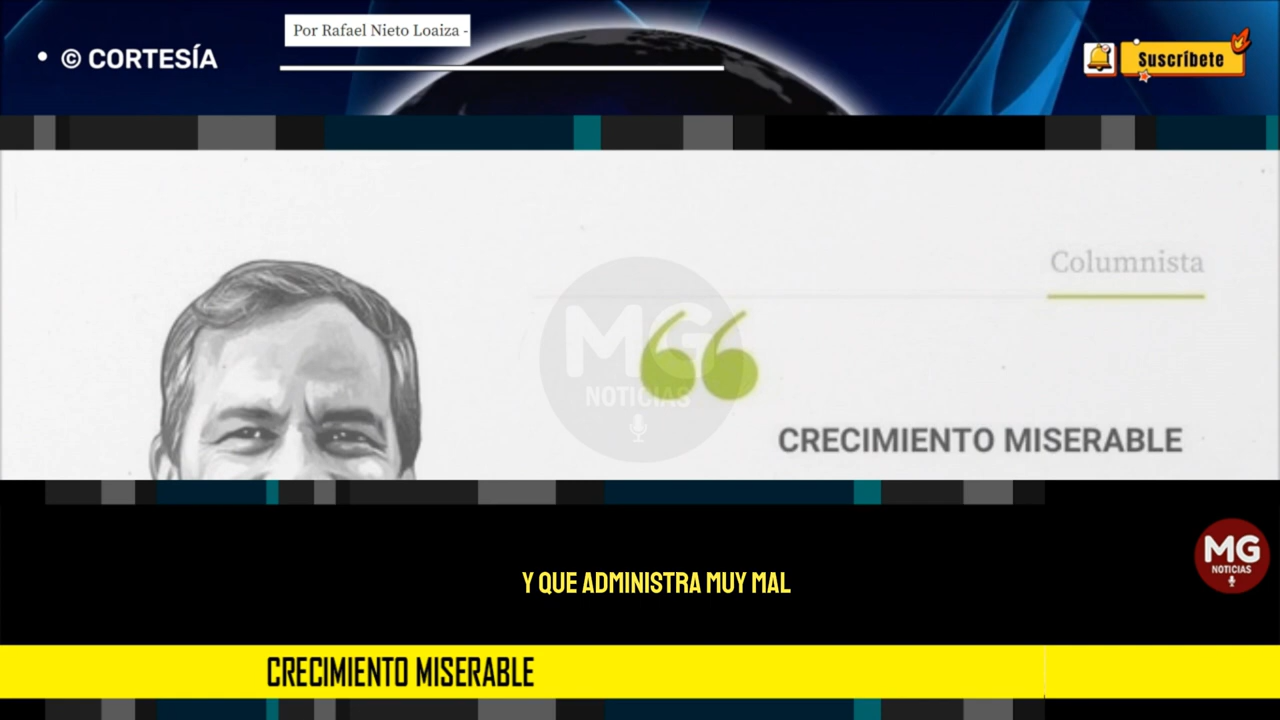 Por Rafael Nieto Loaiza -
• © CORTESÍA
Suscríbete
Columnista
MG
NOTICIAS
“
CRECIMIENTO MISERABLE
MG
NOTICIAS
Y QUE ADMINISTRA MUY MAL
CRECIMIENTO MISERABLE